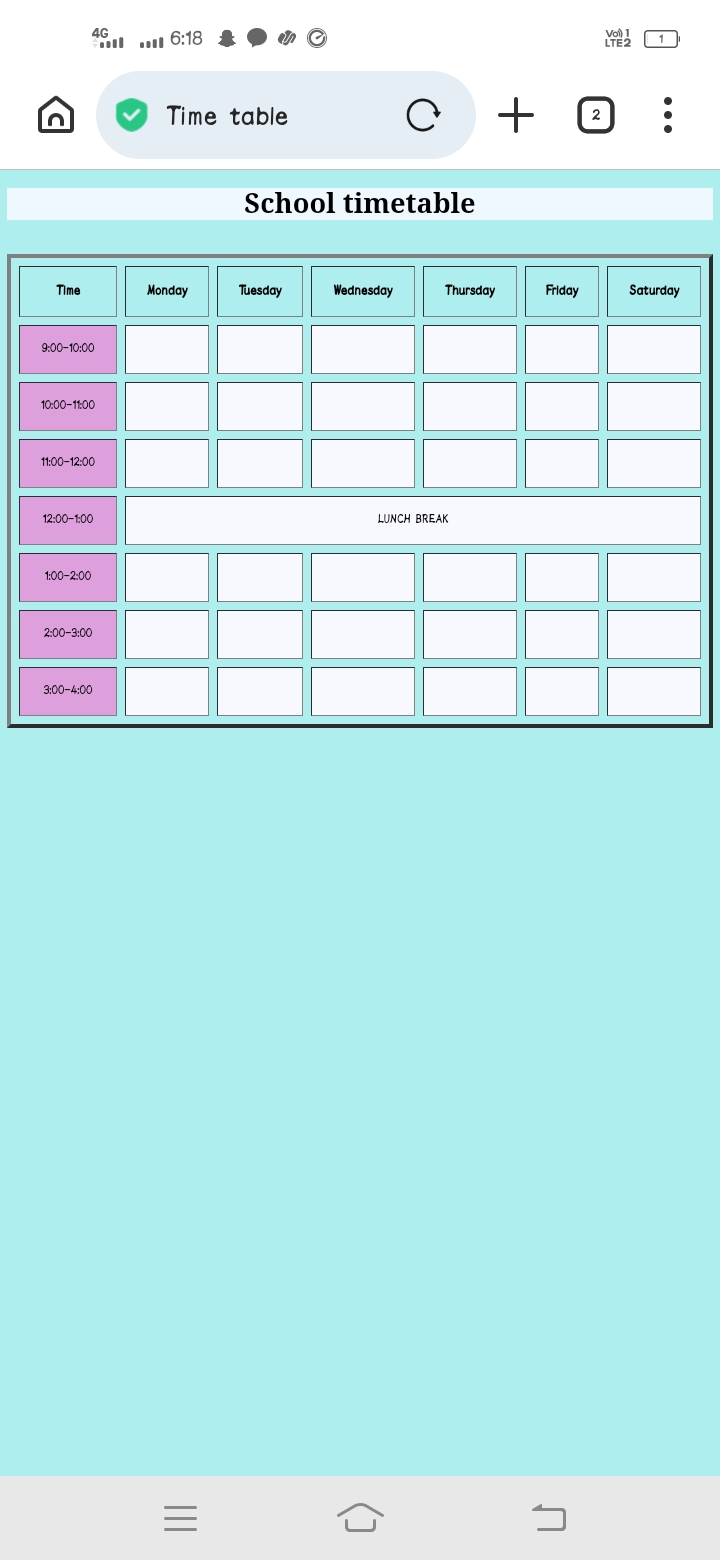 4G 6:18 Vo)) 1 LTE2 1
Time table 2
School timetable
Time Monday Tuesday Wednesday Thursday Friday Saturday
9:00-10:00
10:00-11:00
11:00-12:00
12:00-1:00 LUNCH BREAK
1:00-2:00
2:00-3:00
3:00-4:00